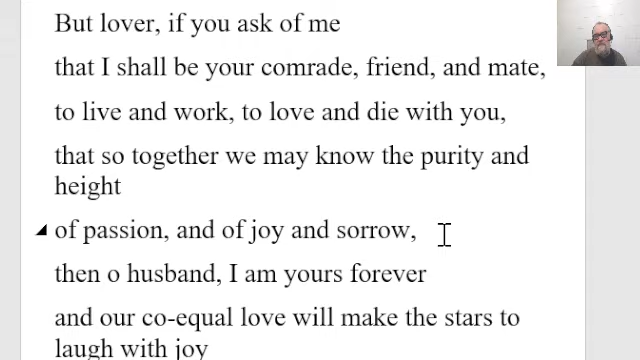 But lover, if you ask of me
that I shall be your comrade, friend, and mate,
to live and work, to love and die with you,
that so together we may know the purity and
height
of passion, and of joy and sorrow,
then o husband, I am yours forever
and our co-equal love will make the stars to
laugh with joy